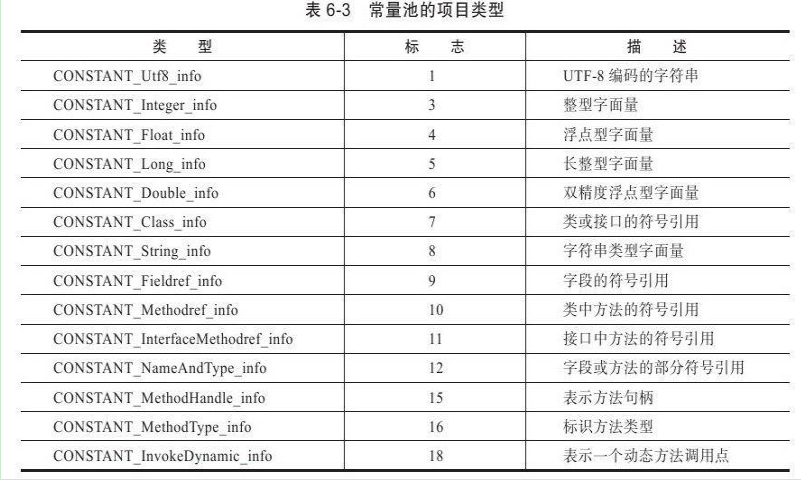 表 6-3 常量池的项目类型
类 型 标 志 描 述
CONSTANT_Utf8_info 1 UTF-8 编码的字符串
CONSTANT_Integer_info 3 整型字面量
CONSTANT_Float_info 4 浮点型字面量
CONSTANT_Long_info 5 长整型字面量
CONSTANT_Double_info 6 双精度浮点型字面量
CONSTANT_Class_info 7 类或接口的符号引用
CONSTANT_String_info 8 字符串类型字面量
CONSTANT_Fieldref_info 9 字段的符号引用
CONSTANT_Methodref_info 10 类中方法的符号引用
CONSTANT_InterfaceMethodref_info 11 接口中方法的符号引用
CONSTANT_NameAndType_info 12 字段或方法的部分符号引用
CONSTANT_MethodHandle_info 15 表示方法句柄
CONSTANT_MethodType_info 16 标识方法类型
CONSTANT_InvokeDynamic_info 18 表示一个动态方法调用点